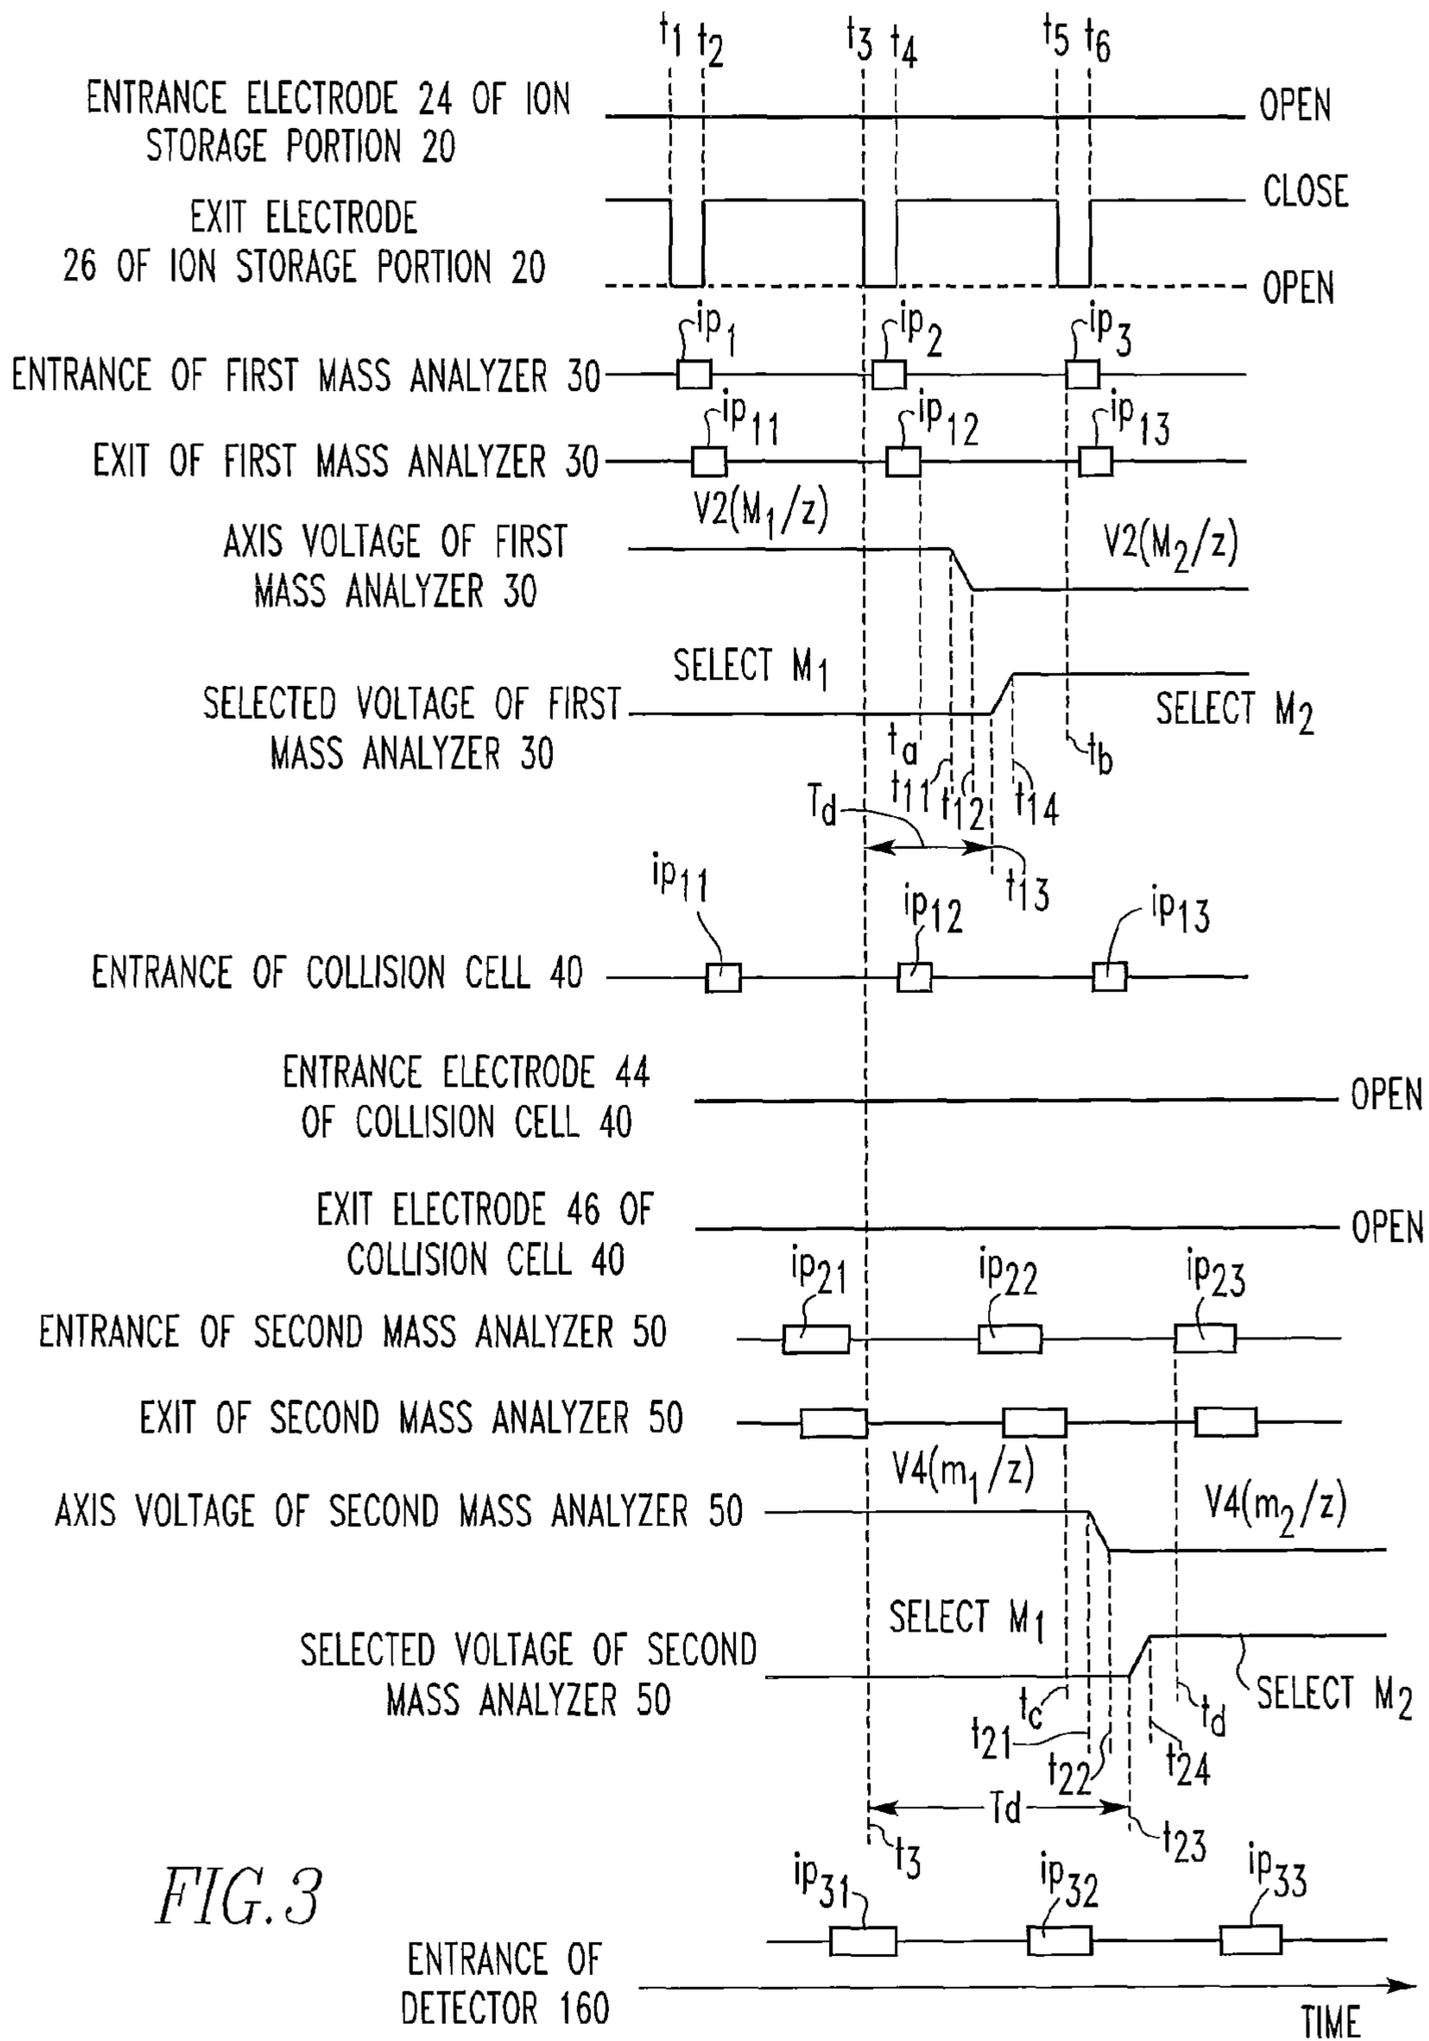 t1 t2 t3 t4 t5 t6
ENTRANCE ELECTRODE 24 OF ION
STORAGE PORTION 20
OPEN
CLOSE
EXIT ELECTRODE
26 OF ION STORAGE PORTION 20
OPEN
ip1 ip2 ip3
ENTRANCE OF FIRST MASS ANALYZER 30
ip11 ip12 ip13
EXIT OF FIRST MASS ANALYZER 30
V2(M1/z)
AXIS VOLTAGE OF FIRST
MASS ANALYZER 30
V2(M2/z)
SELECT M1
SELECTED VOLTAGE OF FIRST
MASS ANALYZER 30
SELECT M2
ta tb
t11 t12 t14
Td
t13
ip11 ip12 ip13
ENTRANCE OF COLLISION CELL 40
ENTRANCE ELECTRODE 44
OF COLLISION CELL 40
OPEN
EXIT ELECTRODE 46 OF
COLLISION CELL 40
OPEN
ip21 ip22 ip23
ENTRANCE OF SECOND MASS ANALYZER 50
EXIT OF SECOND MASS ANALYZER 50
V4(m1/z)
AXIS VOLTAGE OF SECOND MASS ANALYZER 50
V4(m2/z)
SELECT M1
SELECTED VOLTAGE OF SECOND
MASS ANALYZER 50
SELECT M2
tc td
t21 t22 t24
Td
t23
t3
ip31 ip32 ip33
FIG.3
ENTRANCE OF
DETECTOR 160
TIME